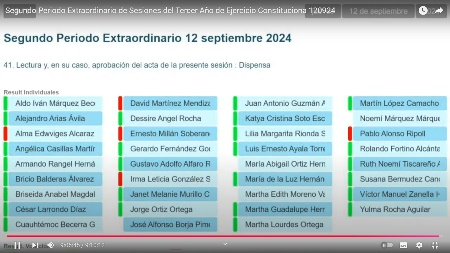 Segundo Periodo Extraordinario de Sesiones del Tercer Año de Ejercicio Constitucional 120924
12 de septiembre
Segundo Periodo Extraordinario 12 septiembre 2024
41. Lectura y, en su caso, aprobación del acta de la presente sesión : Dispensa
Result Individuales
Aldo Iván Márquez Bec
Alejandro Arias Ávila
Alma Edwviges Alcaraz
Angélica Casillas Martír
Armando Rangel Herná
Bricio Balderas Álvarez
Briseida Anabel Magdal
César Larrondo Díaz
Cuauhtémoc Becerra G
David Martínez Mendiza
Dessire Angel Rocha
Ernesto Millán Soberan
Gerardo Fernández Go
Gustavo Adolfo Alfaro R
Irma Leticia González S
Janet Melanie Murillo C
Jorge Ortiz Ortega
José Alfonso Borja Pime
Juan Antonio Guzmán A
Katya Cristina Soto Esc
Lilia Margarita Rionda S
Luis Ernesto Ayala Torre
María Abigail Ortiz Herr
María de la Luz Hernán
Martha Edith Moreno Va
Martha Guadalupe Herr
Martha Lourdes Ortega
Martín López Camacho
Noemí Márquez Márque
Pablo Alonso Ripoll
Rolando Fortino Alcánta
Ruth Noemí Tiscareño A
Susana Bermudez Canc
Víctor Manuel Zanella H
Yulma Rocha Aguilar